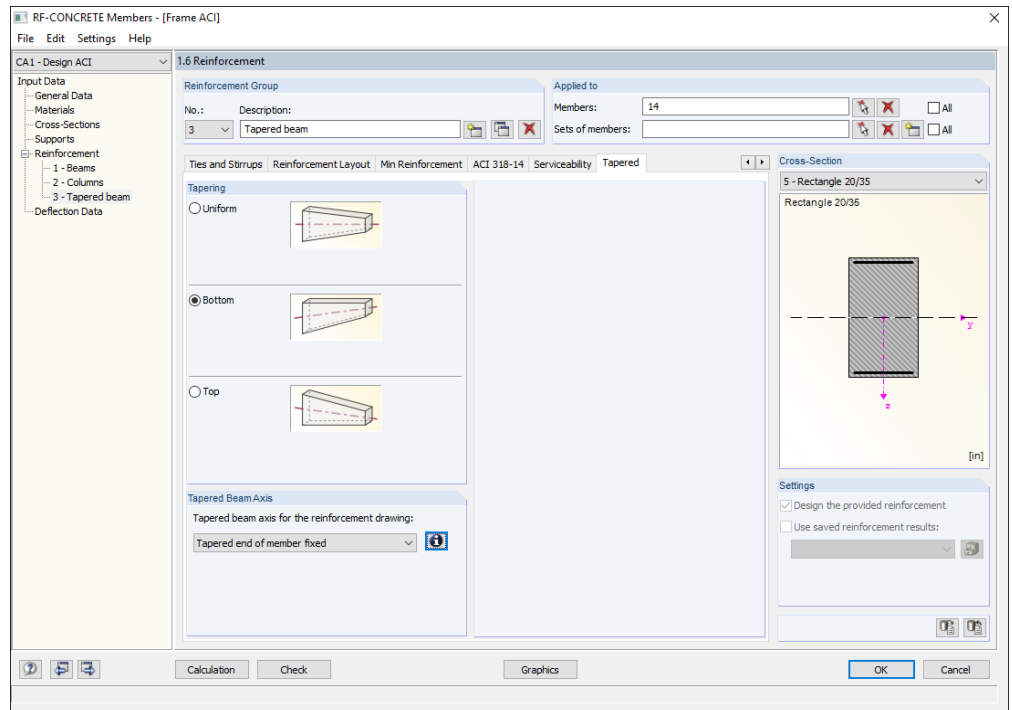 RF-CONCRETE Members - [Frame ACI]
File Edit Settings Help
CA1 - Design ACI
Input Data
General Data
Materials
Cross-Sections
Supports
Reinforcement
1 - Beams
2 - Columns
3 - Tapered beam
Deflection Data
1.6 Reinforcement
Reinforcement Group
No.: Description:
3 Tapered beam
Applied to
Members: 14 All
Sets of members: All
Ties and Stirrups Reinforcement Layout Min Reinforcement ACI 318-14 Serviceability Tapered
Tapering
Uniform
Bottom
Top
Tapered Beam Axis
Tapered beam axis for the reinforcement drawing:
Tapered end of member fixed
Cross-Section
5 - Rectangle 20/35
Rectangle 20/35
y
z
[in]
Settings
Design the provided reinforcement
Use saved reinforcement results:
Calculation Check Graphics OK Cancel